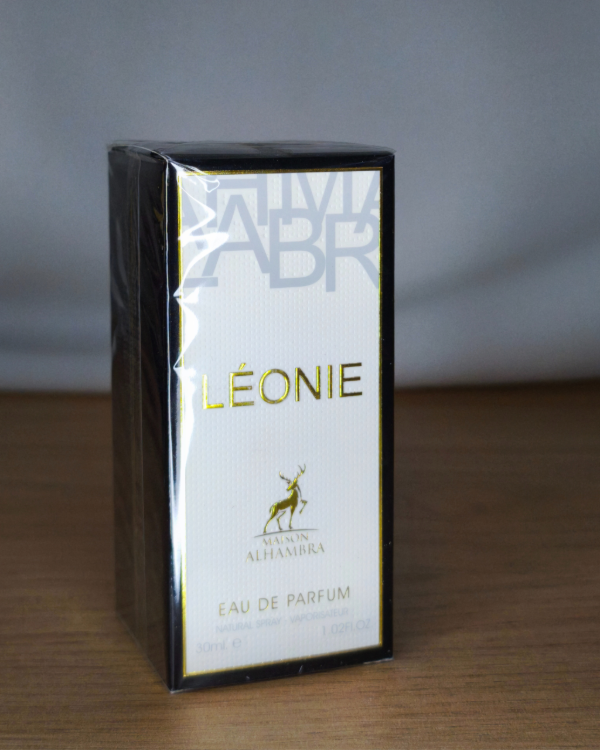 LÉONIE
MAISON
ALHAMBRA
EAU DE PARFUM
NATURAL SPRAY - VAPORISATEUR
30ml ℮ 1.02FL.OZ